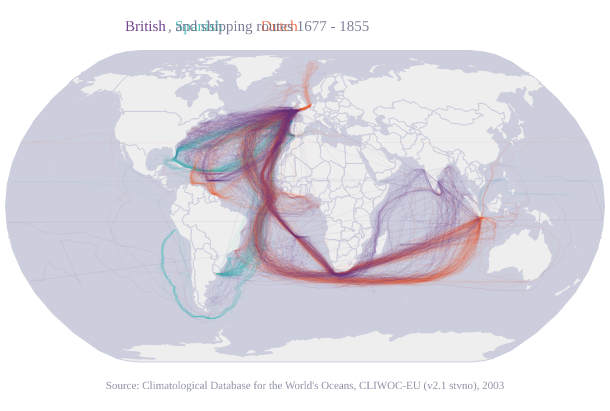 British , Spanish and Dutch shipping routes 1677 - 1855
Source: Climatological Database for the World's Oceans, CLIWOC-EU (v2.1 stvno), 2003